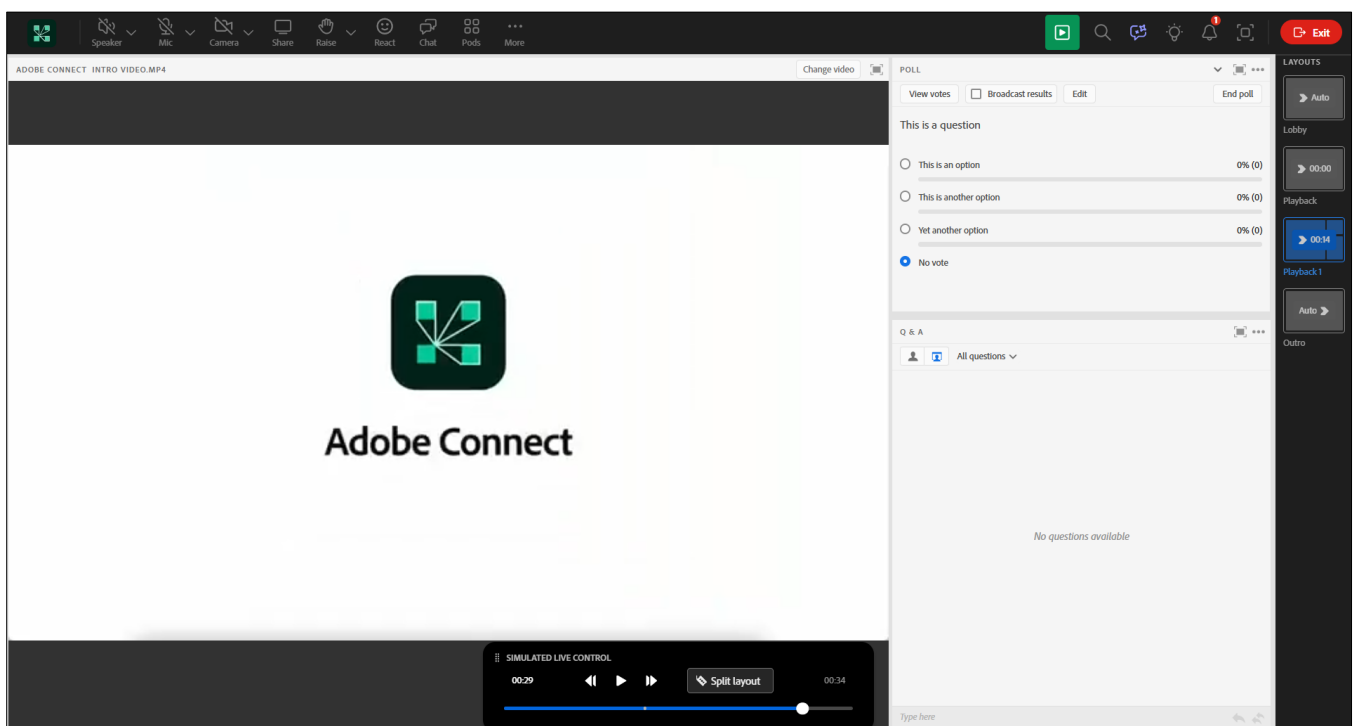 Speaker
Mic
Camera
Share
Raise
React
Chat
Pods
More
1
Exit
ADOBE CONNECT INTRO VIDEO.MP4
Change video
Adobe Connect
SIMULATED LIVE CONTROL
00:29
Split layout
00:34
POLL
View votes
Broadcast results
Edit
End poll
This is a question
This is an option 0% (0)
This is another option 0% (0)
Yet another option 0% (0)
No vote
Q & A
All questions
No questions available
Type here
LAYOUTS
Auto
Lobby
00:00
Playback
00:14
Playback 1
Auto
Outro